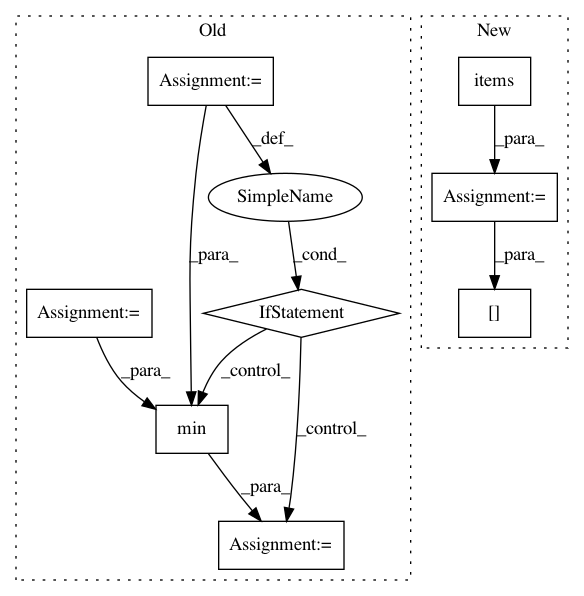 Old
New
Assignment:=
items
_def_
_para_
SimpleName
Assignment:=
_para_
_cond_
_para_
Assignment:=
IfStatement
[]
_para_
_control_
min
_control_
_para_
Assignment:=